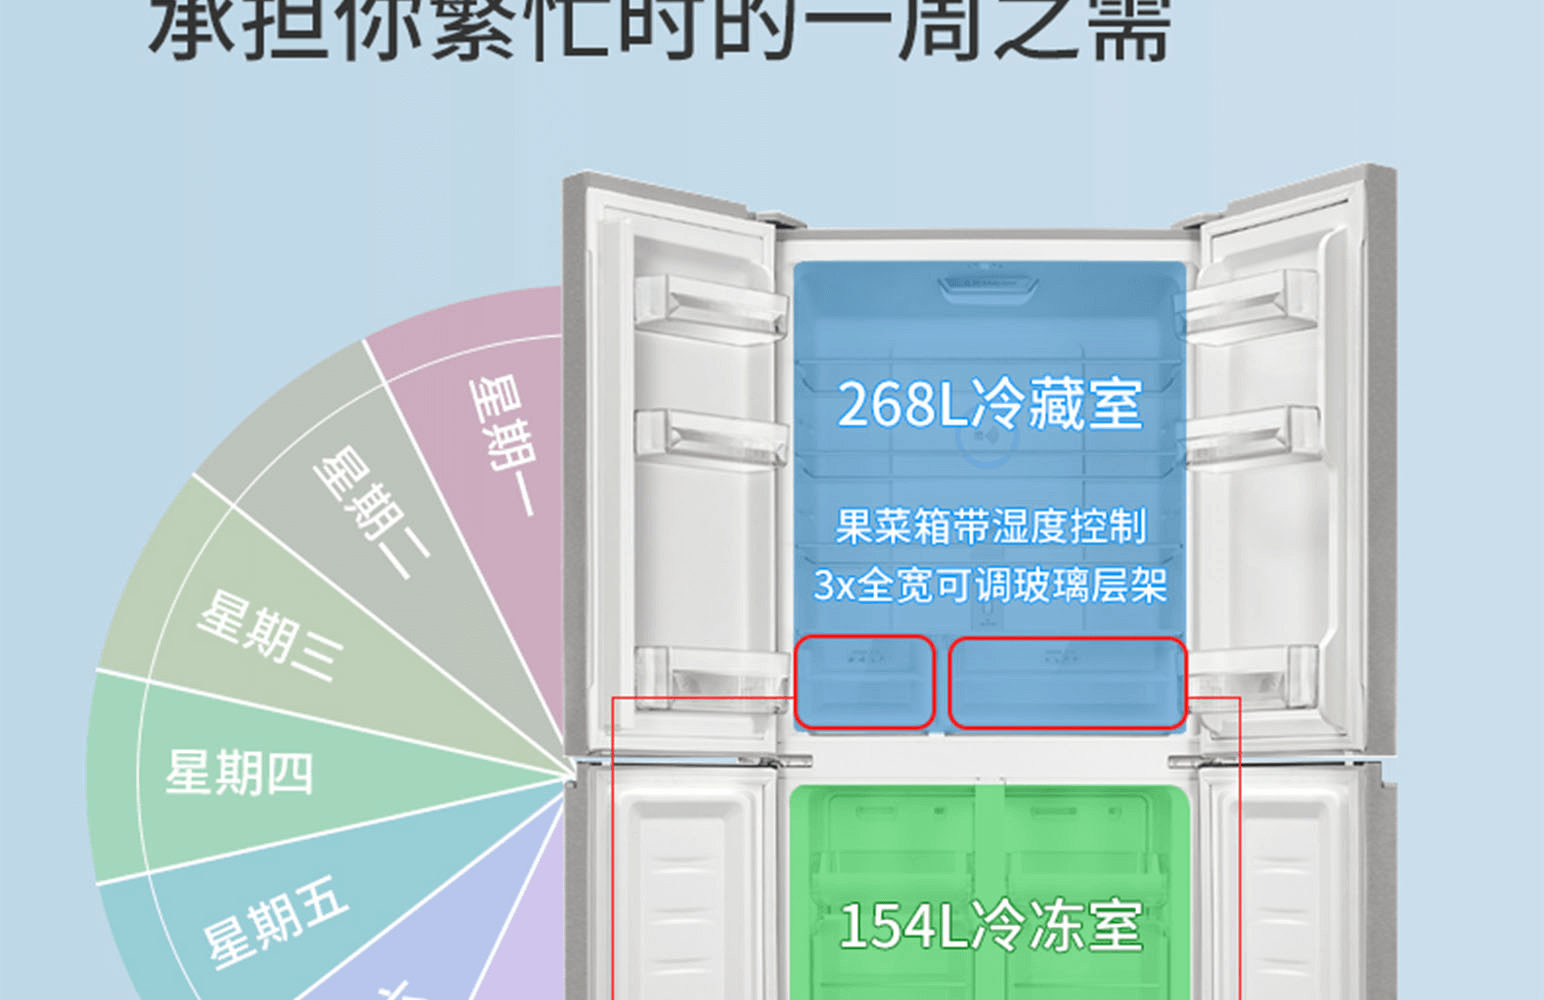 承担你繁忙时的一周之需
星期一
星期二
星期三
星期四
星期五
268L冷藏室
果菜箱带湿度控制
3x全宽可调玻璃层架
154L冷冻室